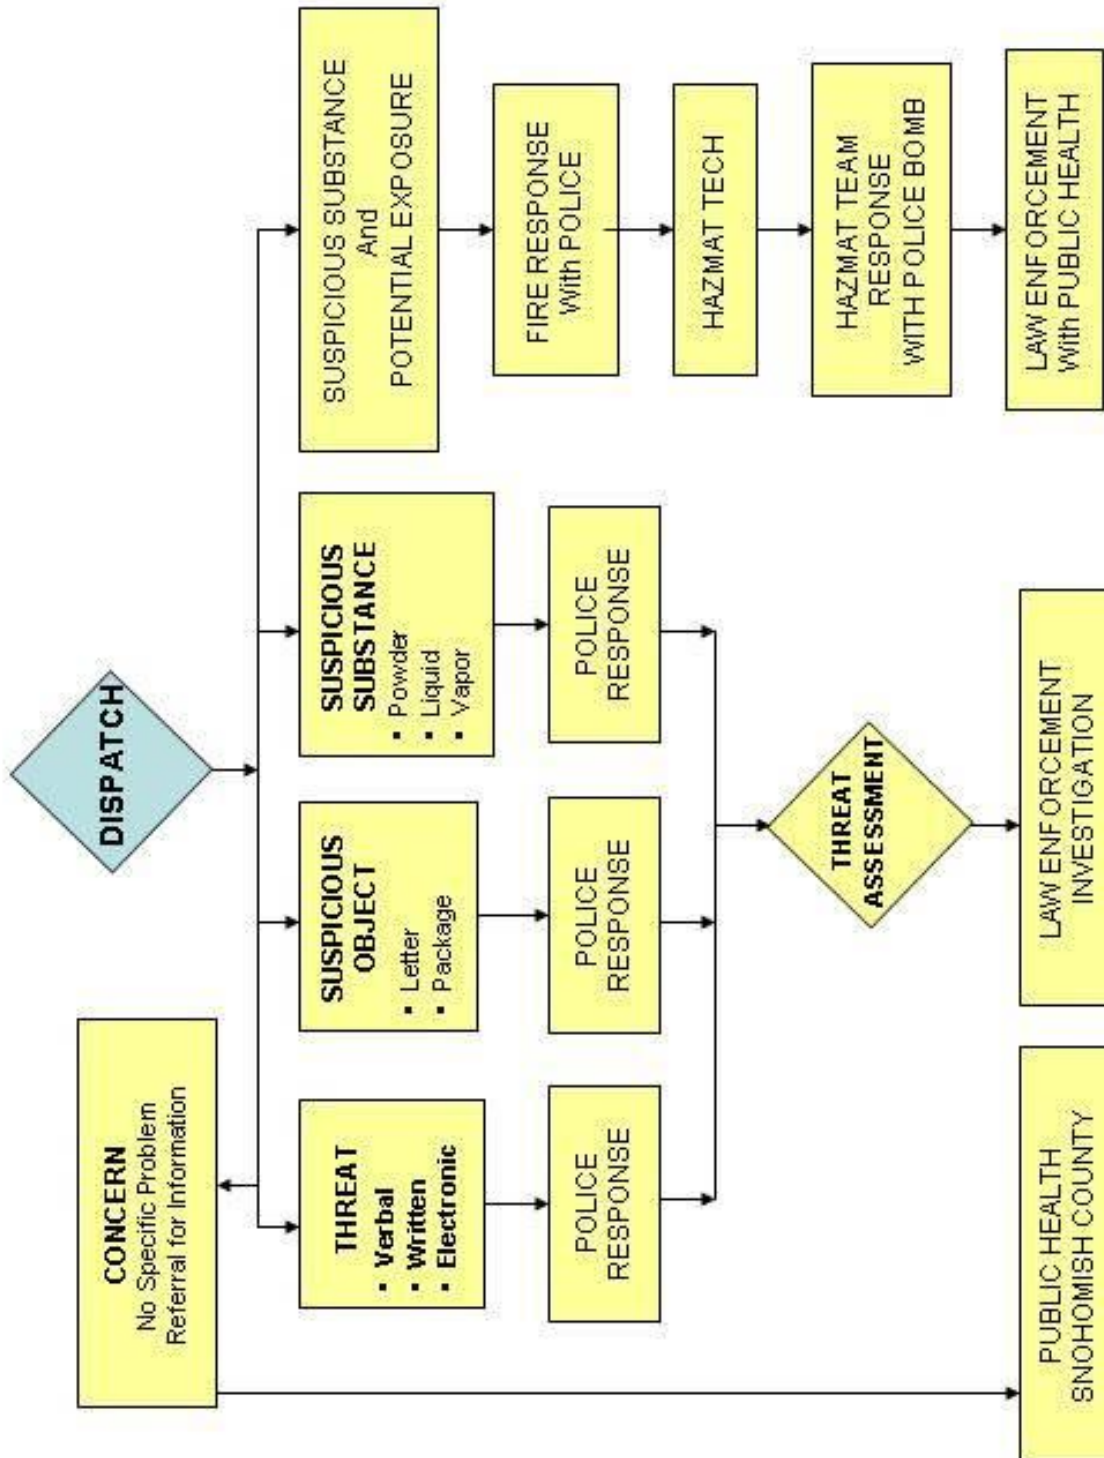 DISPATCH
CONCERN
No Specific Problem
Referral for Information
THREAT
▪ Verbal
▪ Written
▪ Electronic
SUSPICIOUS
OBJECT
▪ Letter
▪ Package
SUSPICIOUS
SUBSTANCE
▪ Powder
▪ Liquid
▪ Vapor
SUSPICIOUS SUBSTANCE
And
POTENTIAL EXPOSURE
POLICE
RESPONSE
POLICE
RESPONSE
POLICE
RESPONSE
FIRE RESPONSE
With POLICE
HAZMAT TECH
THREAT
ASSESSMENT
HAZMAT TEAM
RESPONSE
WITH POLICE BOMB
PUBLIC HEALTH
SNOHOMISH COUNTY
LAW ENFORCEMENT
INVESTIGATION
LAW ENFORCEMENT
With PUBLIC HEALTH